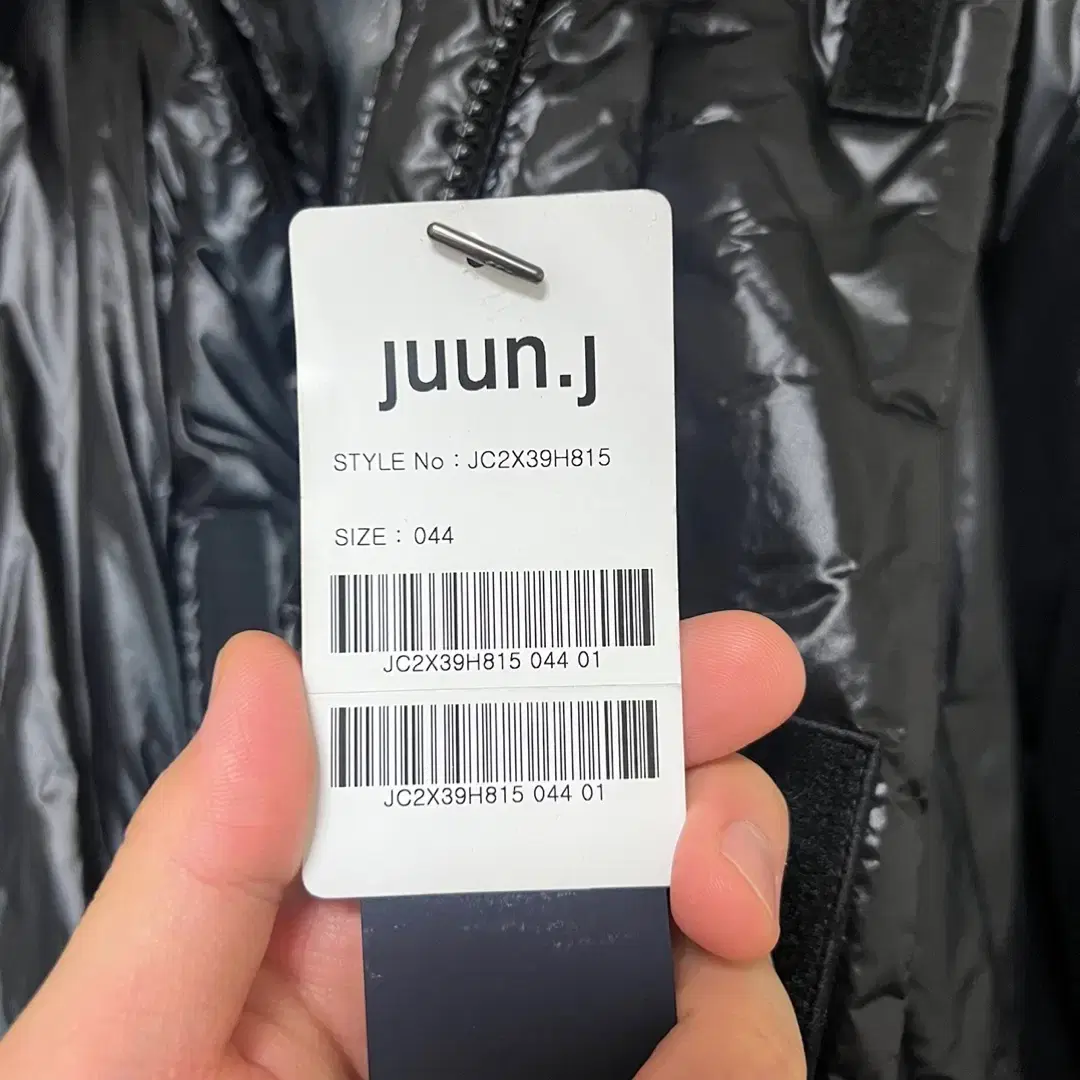 juun.j
STYLE No : JC2X39H815
SIZE : 044
JC2X39H815 044 01
JC2X39H815 044 01